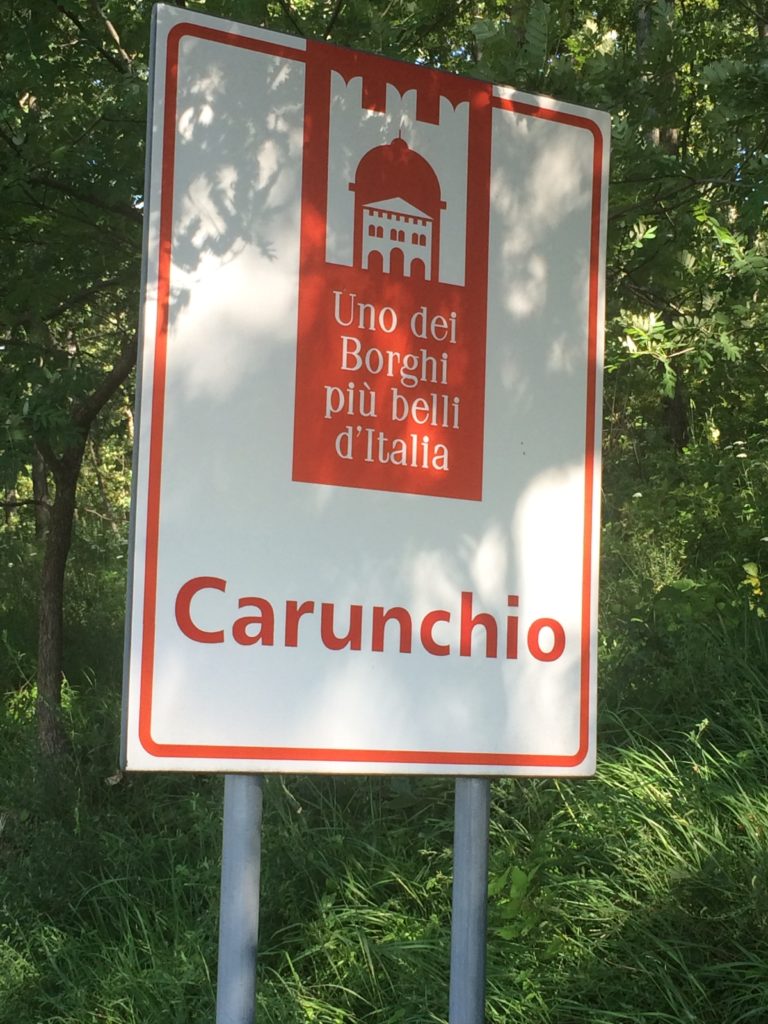 Uno dei
Borghi
più belli
d'Italia
Carunchio